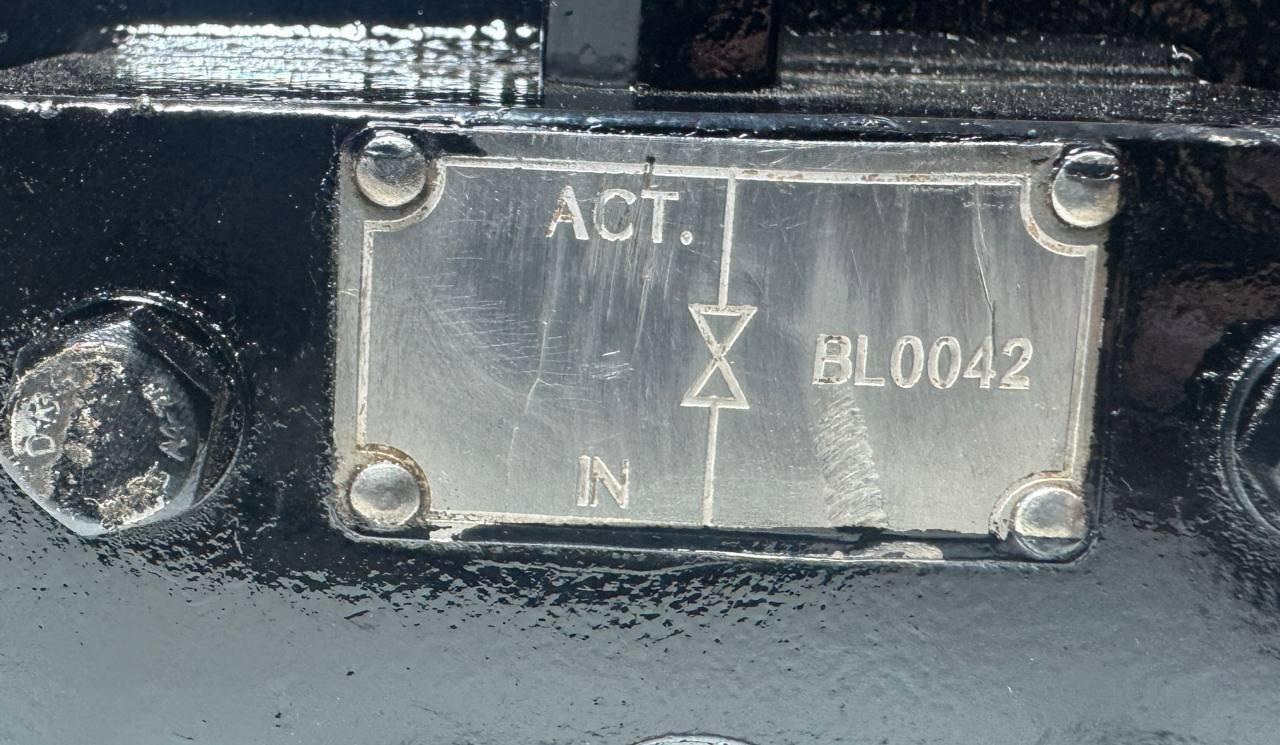 ACT.
BL0042
IN